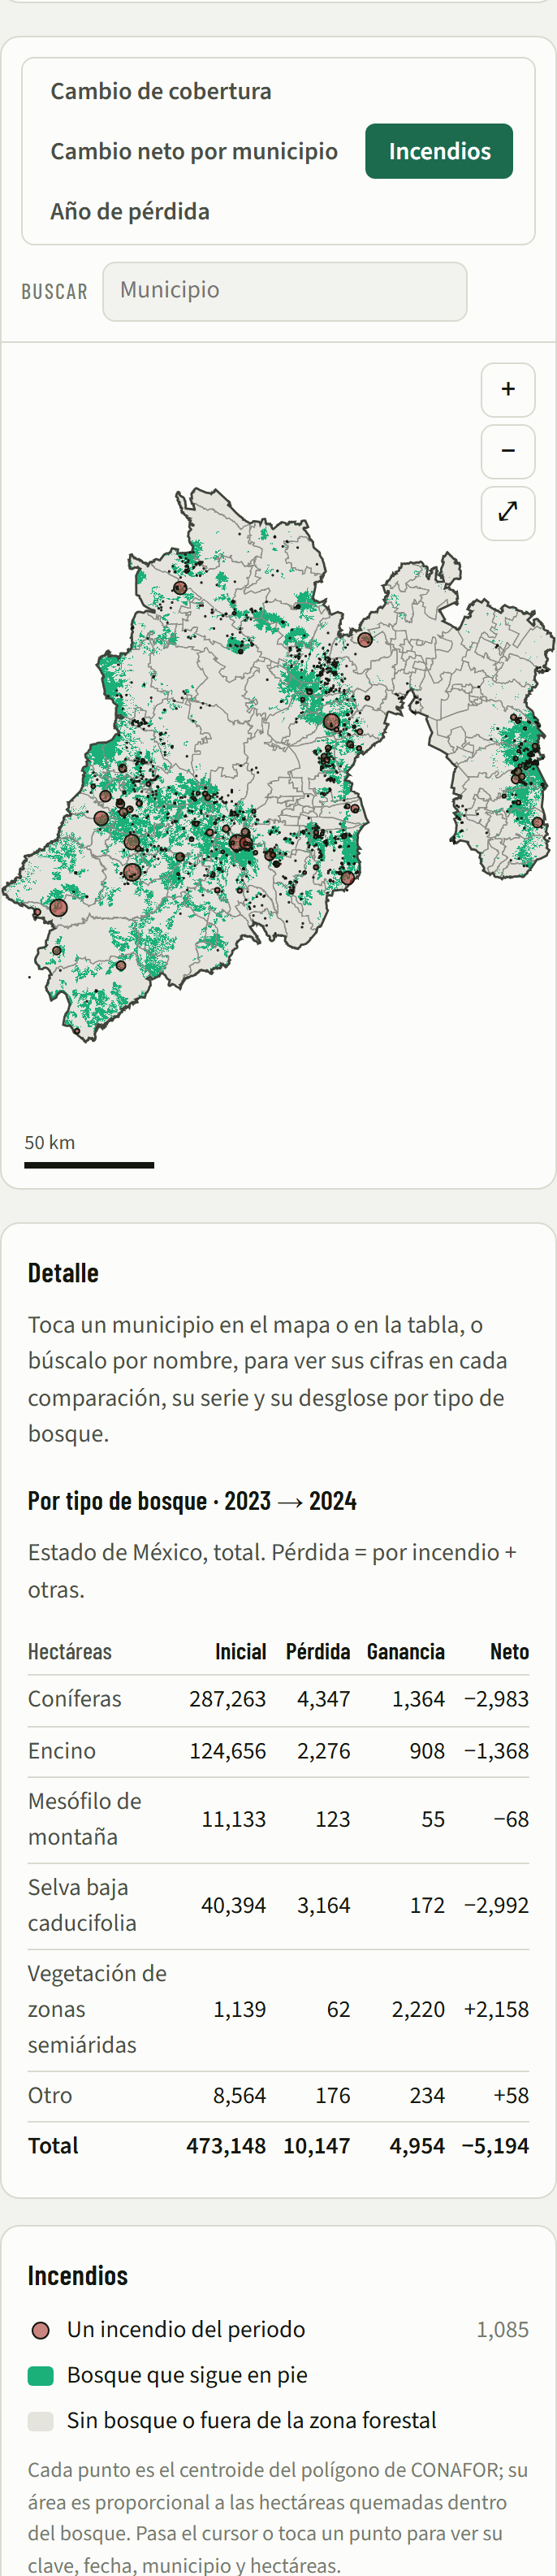 Cambio de cobertura
Cambio neto por municipio
Incendios
Año de pérdida
BUSCAR
Municipio
+
−
⤢
50 km
Detalle
Toca un municipio en el mapa o en la tabla, o
búscalo por nombre, para ver sus cifras en cada
comparación, su serie y su desglose por tipo de
bosque.
Por tipo de bosque · 2023 → 2024
Estado de México, total. Pérdida = por incendio +
otras.
Hectáreas Inicial Pérdida Ganancia Neto
Coníferas 287,263 4,347 1,364 −2,983
Encino 124,656 2,276 908 −1,368
Mesófilo de
montaña 11,133 123 55 −68
Selva baja
caducifolia 40,394 3,164 172 −2,992
Vegetación de
zonas 1,139 62 2,220 +2,158
semiáridas
Otro 8,564 176 234 +58
Total 473,148 10,147 4,954 −5,194
Incendios
Un incendio del periodo 1,085
Bosque que sigue en pie
Sin bosque o fuera de la zona forestal
Cada punto es el centroide del polígono de CONAFOR; su
área es proporcional a las hectáreas quemadas dentro
del bosque. Pasa el cursor o toca un punto para ver su
clave, fecha, municipio y hectáreas.